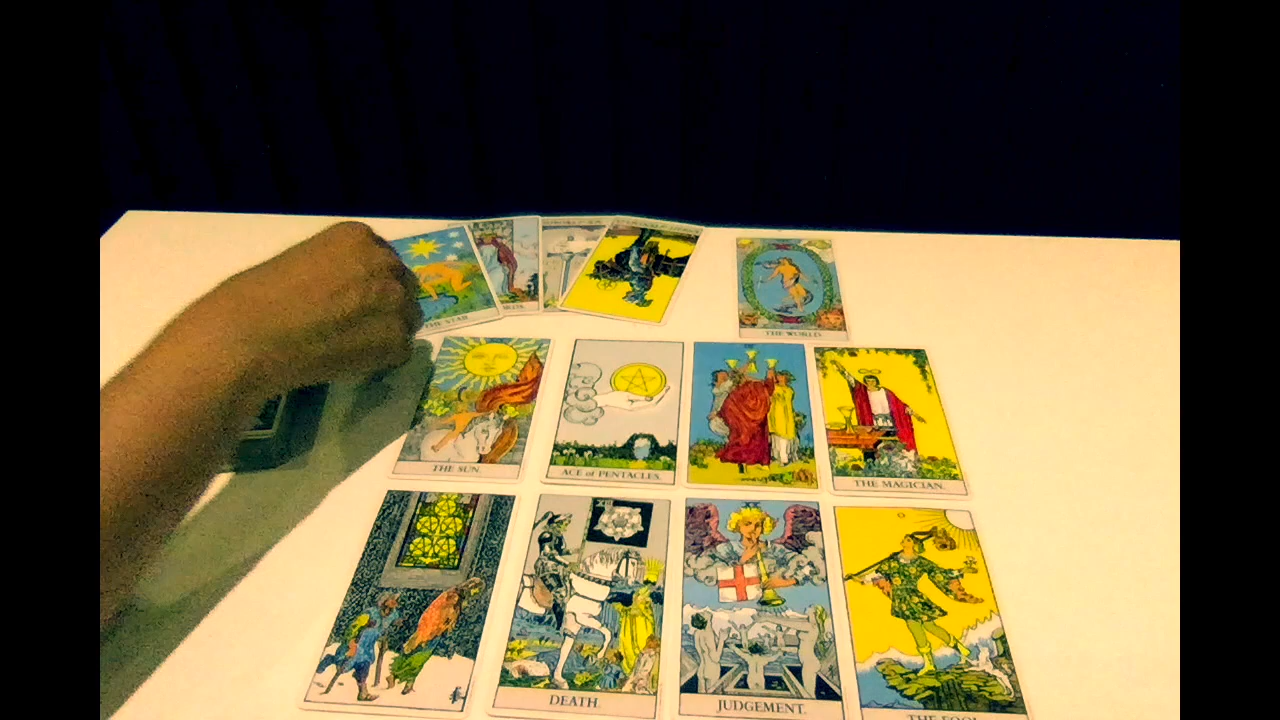 THE STAR
THE WORLD.
THE SUN.
ACE of PENTACLES.
THE MAGICIAN.
DEATH.
JUDGEMENT.
THE FOOL